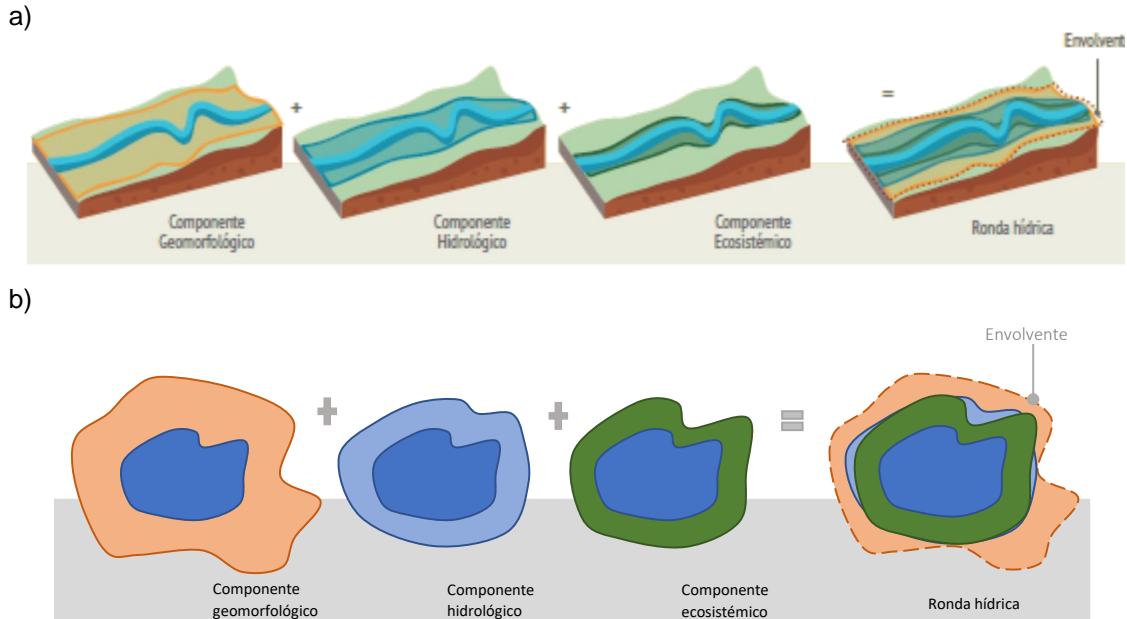 a)
Envolvente
+
+
=
Componente
Geomorfológico
Componente
Hidrológico
Componente
Ecosistémico
Ronda hídrica
b)
Envolvente
Componente
geomorfológico
Componente
hidrológico
Componente
ecosistémico
Ronda hídrica